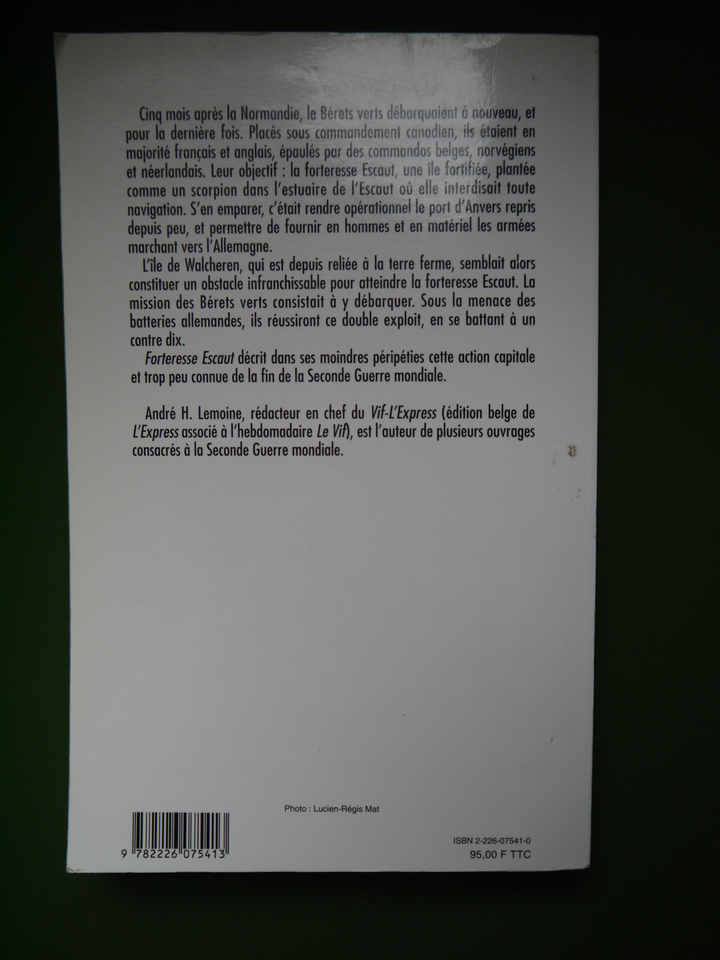 Cinq mois après la Normandie, le Bérets verts débarquaient à nouveau, et
pour la dernière fois. Placés sous commandement canadien, ils étaient en
majorité français et anglais, épaulés par des commandos belges, norvégiens
et néerlandais. Leur objectif : la forteresse Escaut, une île fortifiée, plantée
comme un scorpion dans l'estuaire de l'Escaut où elle interdisait toute
navigation. S'en emparer, c'était rendre opérationnel le port d'Anvers repris
depuis peu, et permettre de fournir en hommes et en matériel les armées
marchant vers l'Allemagne.
L'île de Walcheren, qui est depuis reliée à la terre ferme, semblait alors
constituer un obstacle infranchissable pour atteindre la forteresse Escaut. La
mission des Bérets verts consistait à y débarquer. Sous la menace des
batteries allemandes, ils réussiront ce double exploit, en se battant à un
contre dix.
Forteresse Escaut décrit dans ses moindres péripéties cette action capitale
et trop peu connue de la fin de la Seconde Guerre mondiale.
André H. Lemoine, rédacteur en chef du Vif-L'Express (édition belge de
L'Express associé à l'hebdomadaire Le Vif), est l'auteur de plusieurs ouvrages
consacrés à la Seconde Guerre mondiale.
Photo : Lucien-Régis Mat
ISBN 2-226-07541-0
95,00 F TTC
9 782226 075413